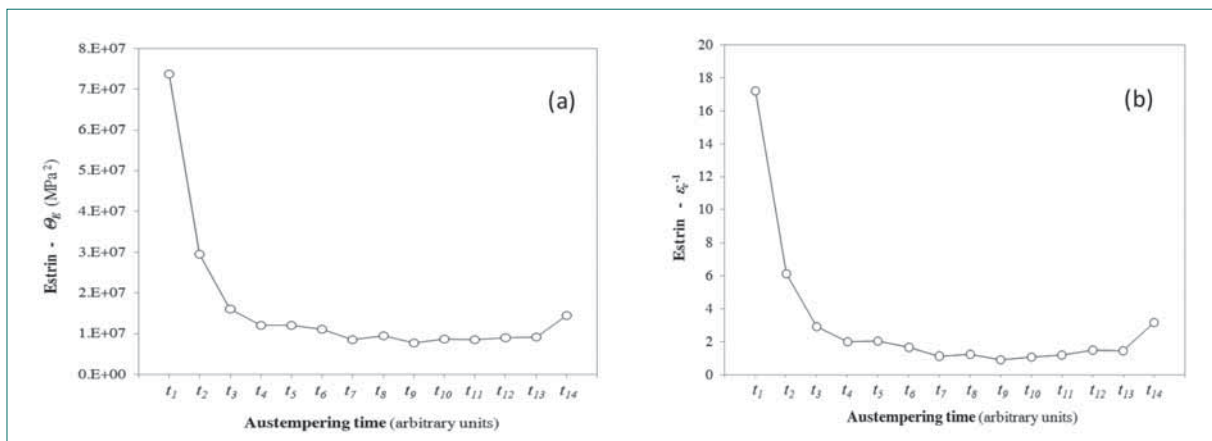 8.E+07
7.E+07
6.E+07
5.E+07
4.E+07
3.E+07
2.E+07
1.E+07
0.E+00
Estrin - Θ_E (MPa²)
(a)
t₁ t₂ t₃ t₄ t₅ t₆ t₇ t₈ t₉ t₁₀ t₁₁ t₁₂ t₁₃ t₁₄
Austempering time (arbitrary units)
20
18
16
14
12
10
8
6
4
2
0
Estrin - ε_c⁻¹
(b)
t₁ t₂ t₃ t₄ t₅ t₆ t₇ t₈ t₉ t₁₀ t₁₁ t₁₂ t₁₃ t₁₄
Austempering time (arbitrary units)